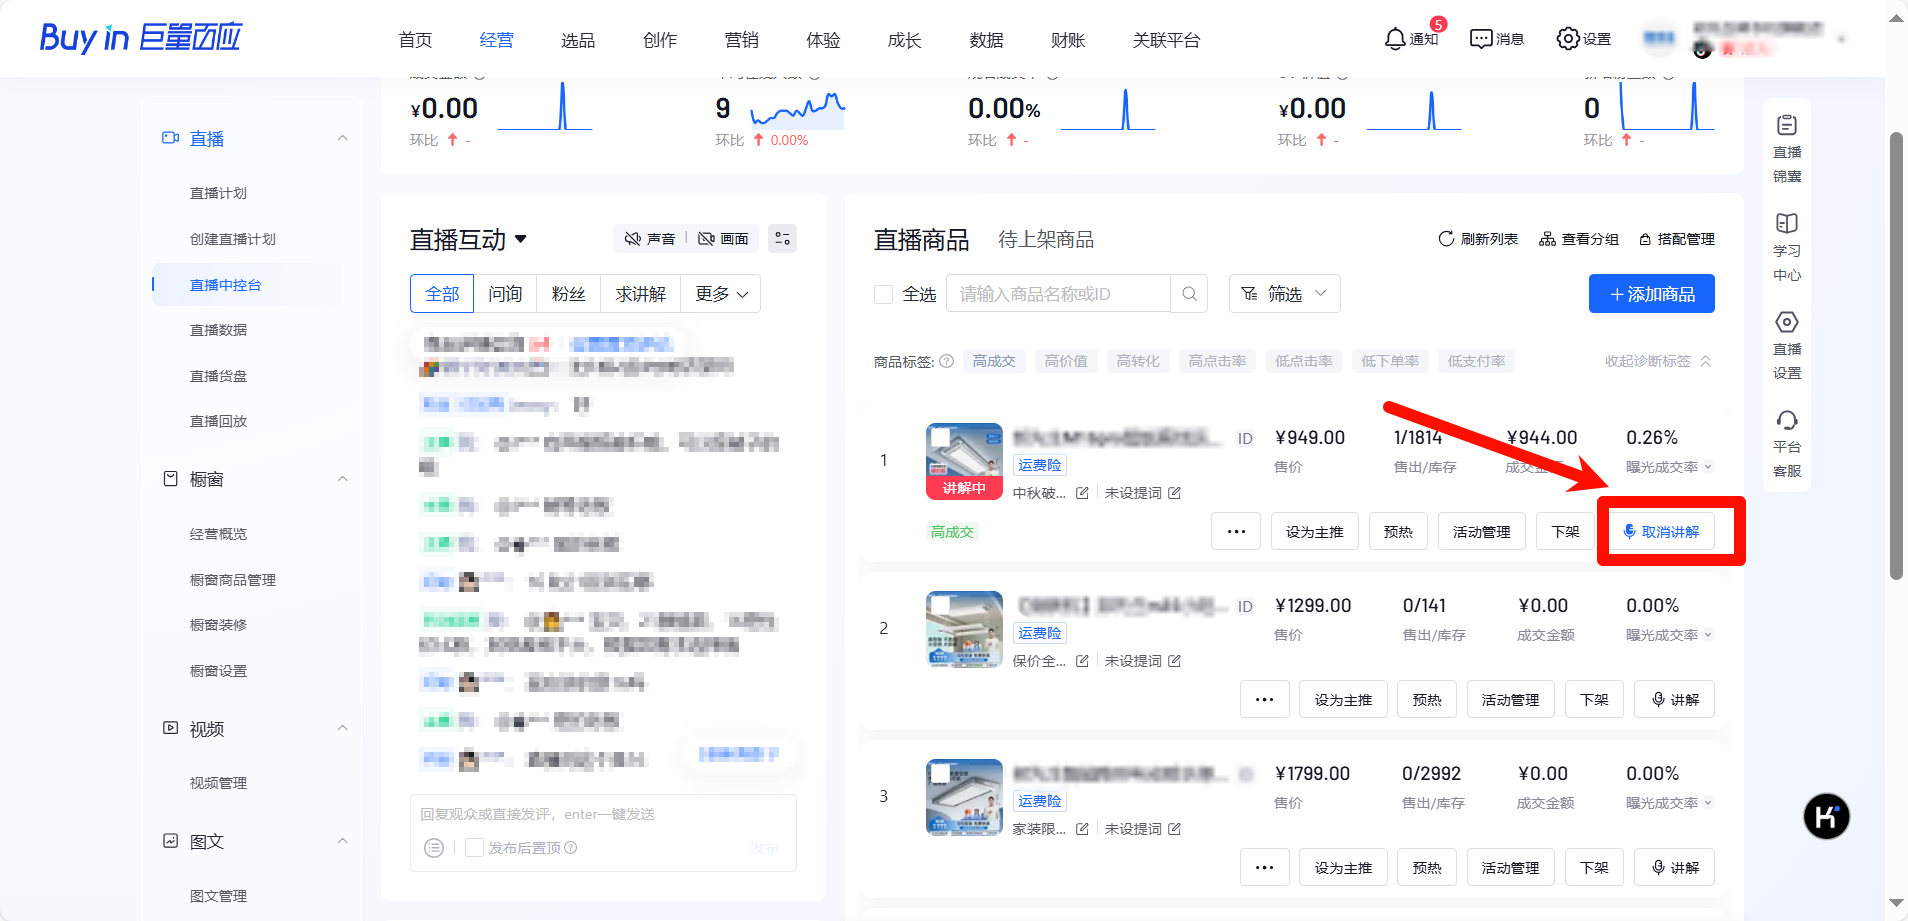 Buy in 巨量百应
首页 经营 选品 创作 营销 体验 成长 数据 财账 关联平台
通知 5 消息 设置
¥0.00
环比 -
9
环比 0.00%
0.00%
环比 -
¥0.00
环比 -
0
环比 -
直播
直播计划
创建直播计划
直播中控台
直播数据
直播货盘
直播回放
橱窗
经营概览
橱窗商品管理
橱窗装修
橱窗设置
视频
视频管理
图文
图文管理
直播互动
声音 画面
全部 问询 粉丝 求讲解 更多
回复观众或直接发评，enter一键发送
发布后置顶 发布
直播商品 待上架商品
刷新列表 查看分组 搭配管理
全选 请输入商品名称或ID 筛选 +添加商品
商品标签: 高成交 高价值 高转化 高点击率 低点击率 低下单率 低支付率 收起诊断标签
1
讲解中
ID ¥949.00 1/1814 ¥944.00 0.26%
运费险 售价 售出/库存 成交金额 曝光成交率
中秋破... 未设提词
高成交 ... 设为主推 预热 活动管理 下架 取消讲解
2
ID ¥1299.00 0/141 ¥0.00 0.00%
运费险 售价 售出/库存 成交金额 曝光成交率
保价全... 未设提词
... 设为主推 预热 活动管理 下架 讲解
3
¥1799.00 0/2992 ¥0.00 0.00%
运费险 售价 售出/库存 成交金额 曝光成交率
家装限... 未设提词
... 设为主推 预热 活动管理 下架 讲解
直播
锦囊
学习
中心
直播
设置
平台
客服